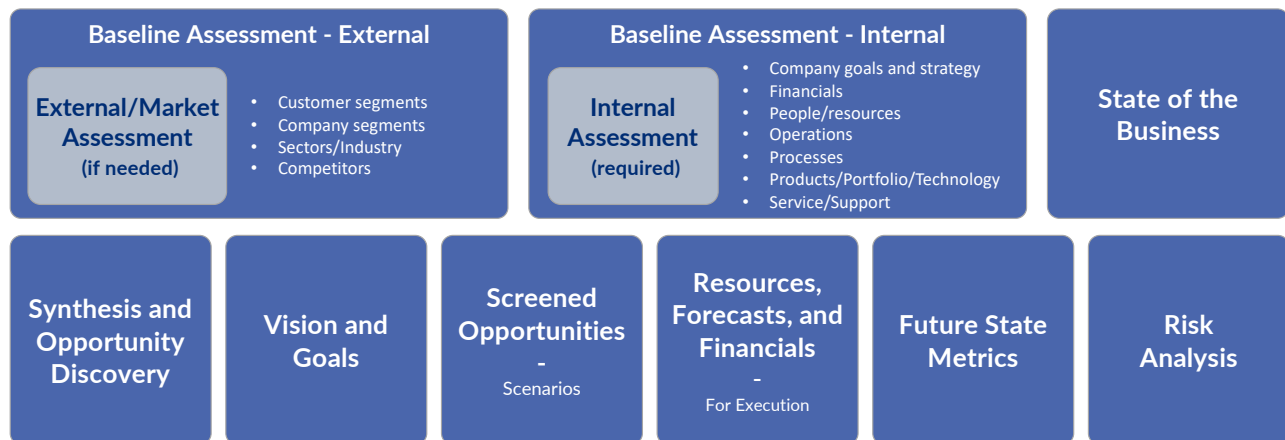 Baseline Assessment - External
External/Market
Assessment
(if needed)
• Customer segments
• Company segments
• Sectors/Industry
• Competitors
Baseline Assessment - Internal
Internal
Assessment
(required)
• Company goals and strategy
• Financials
• People/resources
• Operations
• Processes
• Products/Portfolio/Technology
• Service/Support
State of the
Business
Synthesis and
Opportunity
Discovery
Vision and
Goals
Screened
Opportunities
-
Scenarios
Resources,
Forecasts, and
Financials
-
For Execution
Future State
Metrics
Risk
Analysis